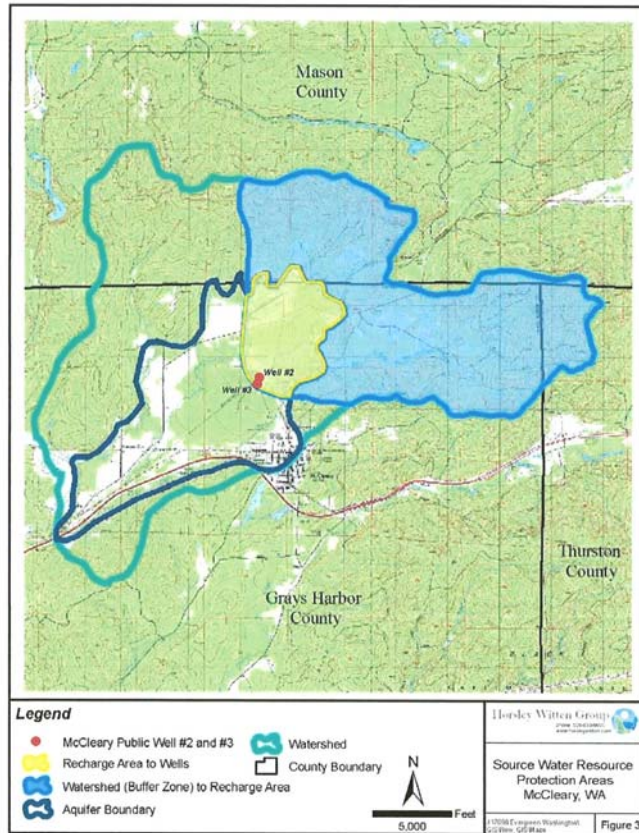 Mason
County
Well #2
Well #3
Thurston
County
Grays Harbor
County
Legend
McCleary Public Well #2 and #3
Recharge Area to Wells
Watershed (Buffer Zone) to Recharge Area
Aquifer Boundary
Watershed
County Boundary
N
Feet
5,000
Horsley Witten Group
Source Water Resource
Protection Areas
McCleary, WA
Figure 3